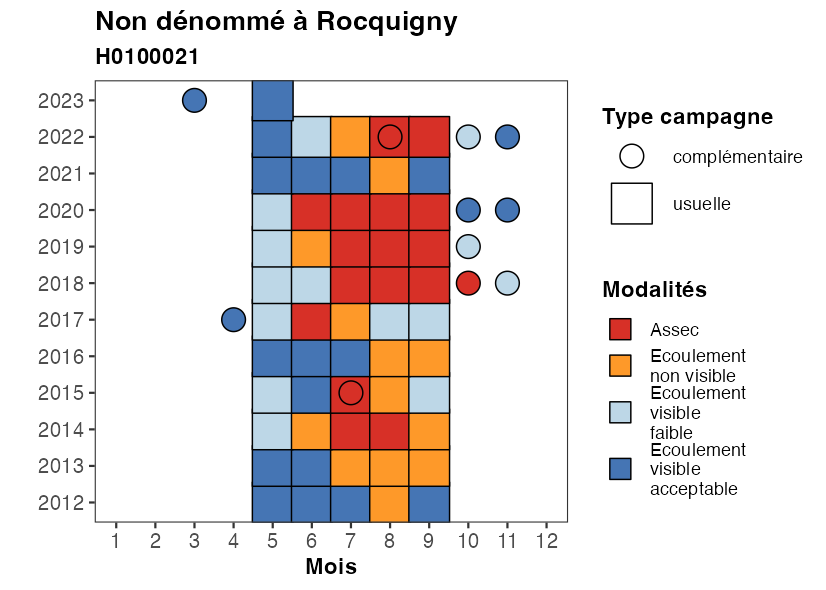 Non dénommé à Rocquigny
H0100021
2023
2022
2021
2020
2019
2018
2017
2016
2015
2014
2013
2012
1 2 3 4 5 6 7 8 9 10 11 12
Mois
Type campagne
complémentaire
usuelle
Modalités
Assec
Ecoulement
non visible
Ecoulement
visible
faible
Ecoulement
visible
acceptable